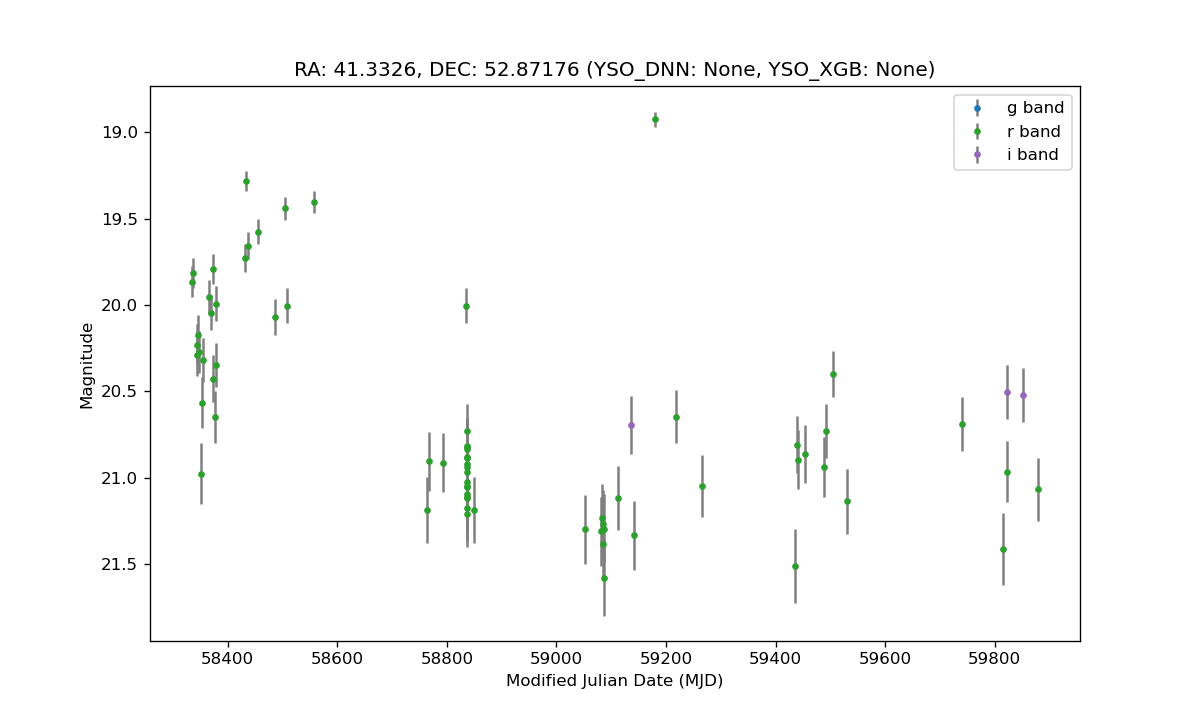 RA: 41.3326, DEC: 52.87176 (YSO_DNN: None, YSO_XGB: None)
g band
r band
i band
19.0
19.5
20.0
20.5
21.0
21.5
Magnitude
58400
58600
58800
59000
59200
59400
59600
59800
Modified Julian Date (MJD)